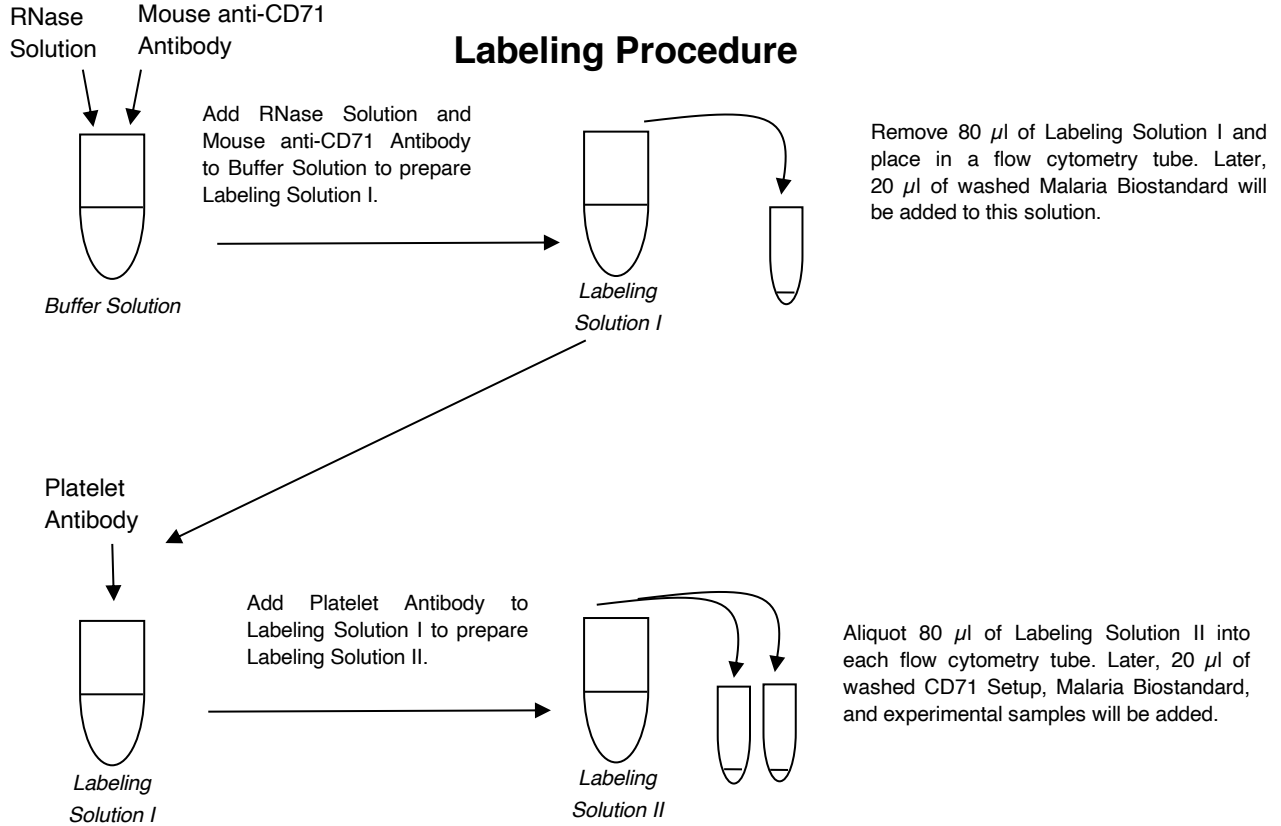 RNase
Solution
Mouse anti-CD71
Antibody
Labeling Procedure
Add RNase Solution and
Mouse anti-CD71 Antibody
to Buffer Solution to prepare
Labeling Solution I.
Remove 80 µl of Labeling Solution I and
place in a flow cytometry tube. Later,
20 µl of washed Malaria Biostandard will
be added to this solution.
Buffer Solution
Labeling
Solution I
Platelet
Antibody
Add Platelet Antibody to
Labeling Solution I to prepare
Labeling Solution II.
Aliquot 80 µl of Labeling Solution II into
each flow cytometry tube. Later, 20 µl of
washed CD71 Setup, Malaria Biostandard,
and experimental samples will be added.
Labeling
Solution I
Labeling
Solution II